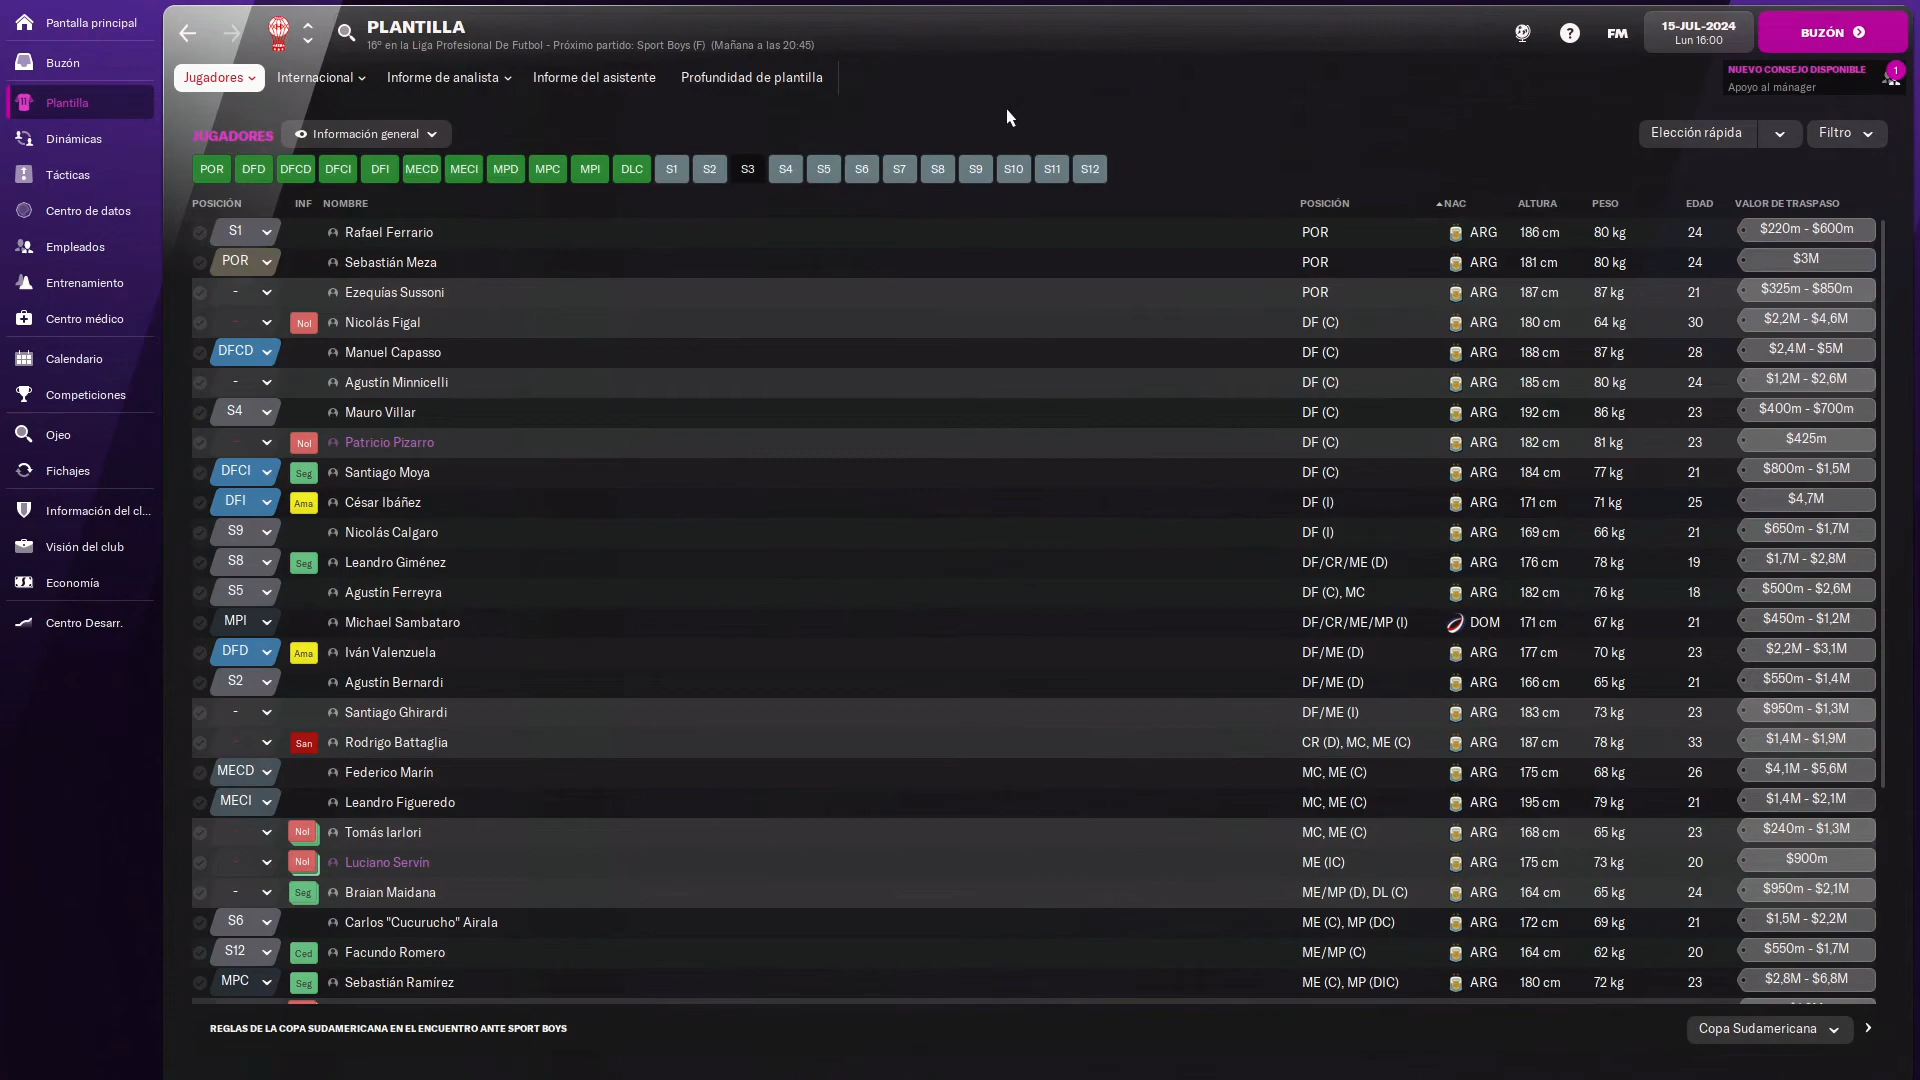 Pantalla principal
Buzón
Plantilla
Dinámicas
Tácticas
Centro de datos
Empleados
Entrenamiento
Centro médico
Calendario
Competiciones
Ojeo
Fichajes
Información del cl...
Visión del club
Economía
Centro Desarr.
PLANTILLA
16º en la Liga Profesional De Futbol - Próximo partido: Sport Boys (F) (Mañana a las 20:45)
FM
15-JUL-2024
Lun 16:00
BUZÓN
Jugadores Internacional Informe de analista Informe del asistente Profundidad de plantilla
NUEVO CONSEJO DISPONIBLE 1
Apoyo al mánager
JUGADORES Información general Elección rápida Filtro
POR DFD DFCD DFCI DFI MECD MECI MPD MPC MPI DLC S1 S2 S3 S4 S5 S6 S7 S8 S9 S10 S11 S12
POSICIÓN INF NOMBRE POSICIÓN NAC ALTURA PESO EDAD VALOR DE TRASPASO
S1 Rafael Ferrario POR ARG 186 cm 80 kg 24 $220m - $600m
POR Sebastián Meza POR ARG 181 cm 80 kg 24 $3M
- Ezequías Sussoni POR ARG 187 cm 87 kg 21 $325m - $850m
- Nol Nicolás Figal DF (C) ARG 180 cm 64 kg 30 $2,2M - $4,6M
DFCD Manuel Capasso DF (C) ARG 188 cm 87 kg 28 $2,4M - $5M
- Agustín Minnicelli DF (C) ARG 185 cm 80 kg 24 $1,2M - $2,6M
S4 Mauro Villar DF (C) ARG 192 cm 86 kg 23 $400m - $700m
- Nol Patricio Pizarro DF (C) ARG 182 cm 81 kg 23 $425m
DFCI Seg Santiago Moya DF (C) ARG 184 cm 77 kg 21 $800m - $1,5M
DFI Ama César Ibáñez DF (I) ARG 171 cm 71 kg 25 $4,7M
S9 Nicolás Calgaro DF (I) ARG 169 cm 66 kg 21 $650m - $1,7M
S8 Seg Leandro Giménez DF/CR/ME (D) ARG 176 cm 78 kg 19 $1,7M - $2,8M
S5 Agustín Ferreyra DF (C), MC ARG 182 cm 76 kg 18 $500m - $2,6M
MPI Michael Sambataro DF/CR/ME/MP (I) DOM 171 cm 67 kg 21 $450m - $1,2M
DFD Ama Iván Valenzuela DF/ME (D) ARG 177 cm 70 kg 23 $2,2M - $3,1M
S2 Agustín Bernardi DF/ME (D) ARG 166 cm 65 kg 21 $550m - $1,4M
- Santiago Ghirardi DF/ME (I) ARG 183 cm 73 kg 23 $950m - $1,3M
- San Rodrigo Battaglia CR (D), MC, ME (C) ARG 187 cm 78 kg 33 $1,4M - $1,9M
MECD Federico Marín MC, ME (C) ARG 175 cm 68 kg 26 $4,1M - $5,6M
MECI Leandro Figueredo MC, ME (C) ARG 195 cm 79 kg 21 $1,4M - $2,1M
- Nol Tomás Iarlori MC, ME (C) ARG 168 cm 65 kg 23 $240m - $1,3M
- Nol Luciano Servín ME (IC) ARG 175 cm 73 kg 20 $900m
- Seg Braian Maidana ME/MP (D), DL (C) ARG 164 cm 65 kg 24 $950m - $2,1M
S6 Carlos "Cucurucho" Airala ME (C), MP (DC) ARG 172 cm 69 kg 21 $1,5M - $2,2M
S12 Ced Facundo Romero ME/MP (C) ARG 164 cm 62 kg 20 $550m - $1,7M
MPC Seg Sebastián Ramírez ME (C), MP (DIC) ARG 180 cm 72 kg 23 $2,8M - $6,8M
REGLAS DE LA COPA SUDAMERICANA EN EL ENCUENTRO ANTE SPORT BOYS Copa Sudamericana